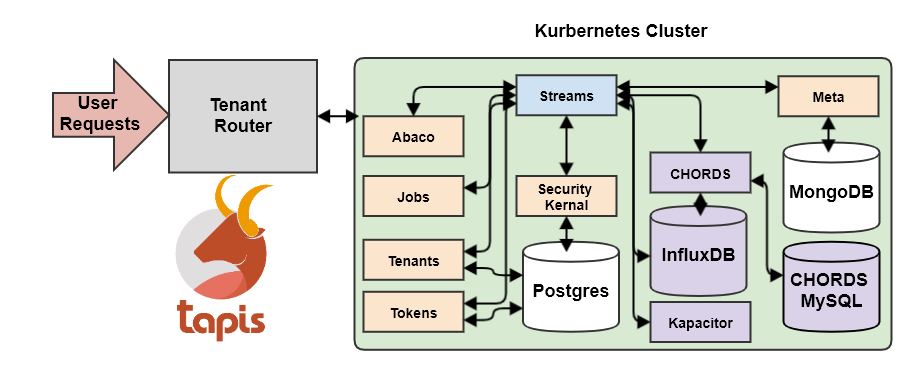 Kurbernetes Cluster
User
Requests
Tenant
Router
tapis
Streams
Meta
Abaco
CHORDS
Jobs
Security
Kernal
MongoDB
Tenants
InfluxDB
Postgres
CHORDS
MySQL
Tokens
Kapacitor